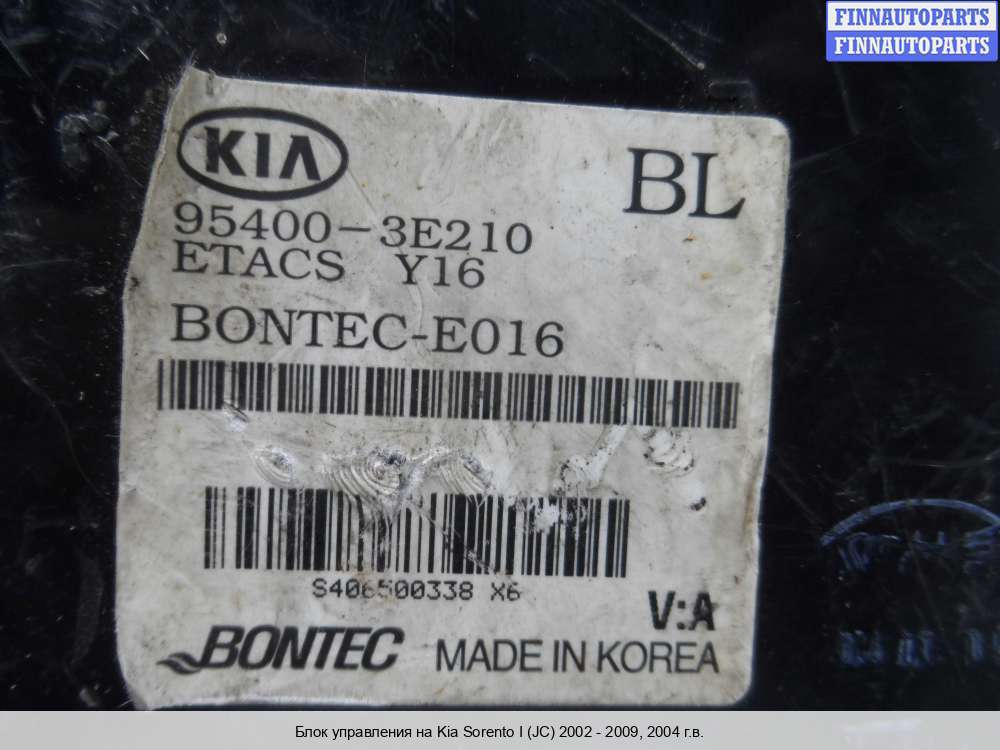 FINNAUTOPARTS
FINNAUTOPARTS
KIA
BL
95400-3E210
ETACS Y16
BONTEC-E016
S406500338 X6
V:A
BONTEC MADE IN KOREA
Блок управления на Kia Sorento I (JC) 2002 - 2009, 2004 г.в.